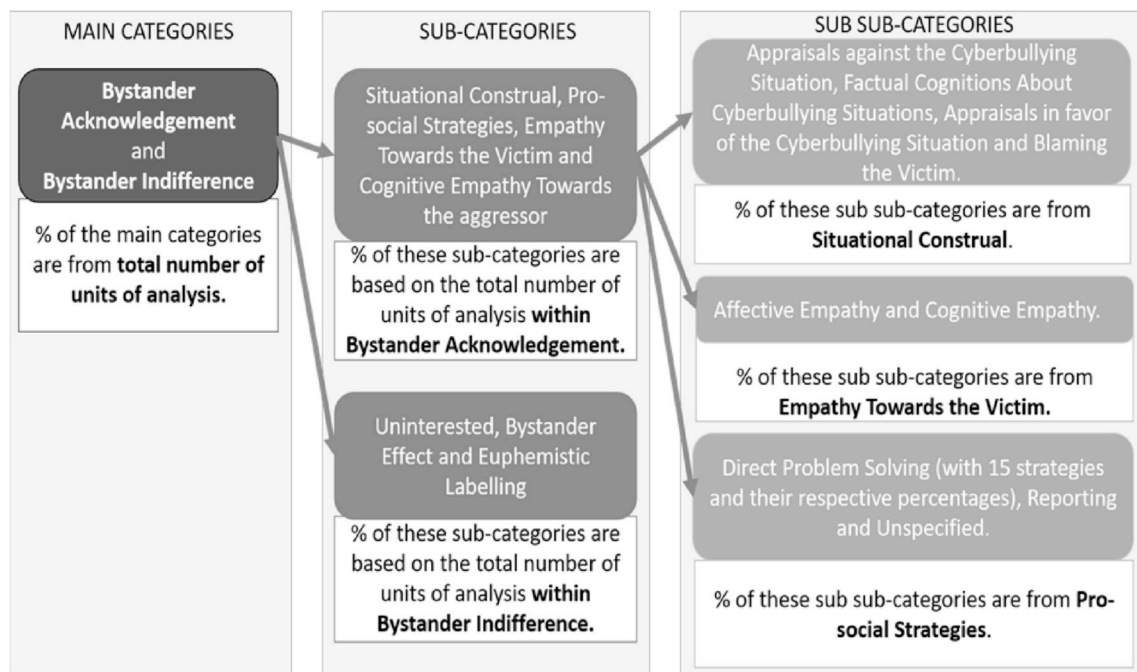 MAIN CATEGORIES
Bystander
Acknowledgement
and
Bystander Indifference
% of the main categories
are from total number of
units of analysis.
SUB-CATEGORIES
Situational Construal, Pro-
social Strategies, Empathy
Towards the Victim and
Cognitive Empathy Towards
the aggressor
% of these sub-categories are
based on the total number of
units of analysis within
Bystander Acknowledgement.
Uninterested, Bystander
Effect and Euphemistic
Labelling
% of these sub-categories are
based on the total number of
units of analysis within
Bystander Indifference.
SUB SUB-CATEGORIES
Appraisals against the Cyberbullying
Situation, Factual Cognitions About
Cyberbullying Situations, Appraisals in favor
of the Cyberbullying Situation and Blaming
the Victim.
% of these sub sub-categories are from
Situational Construal.
Affective Empathy and Cognitive Empathy.
% of these sub sub-categories are from
Empathy Towards the Victim.
Direct Problem Solving (with 15 strategies
and their respective percentages), Reporting
and Unspecified.
% of these sub sub-categories are from Pro-
social Strategies.